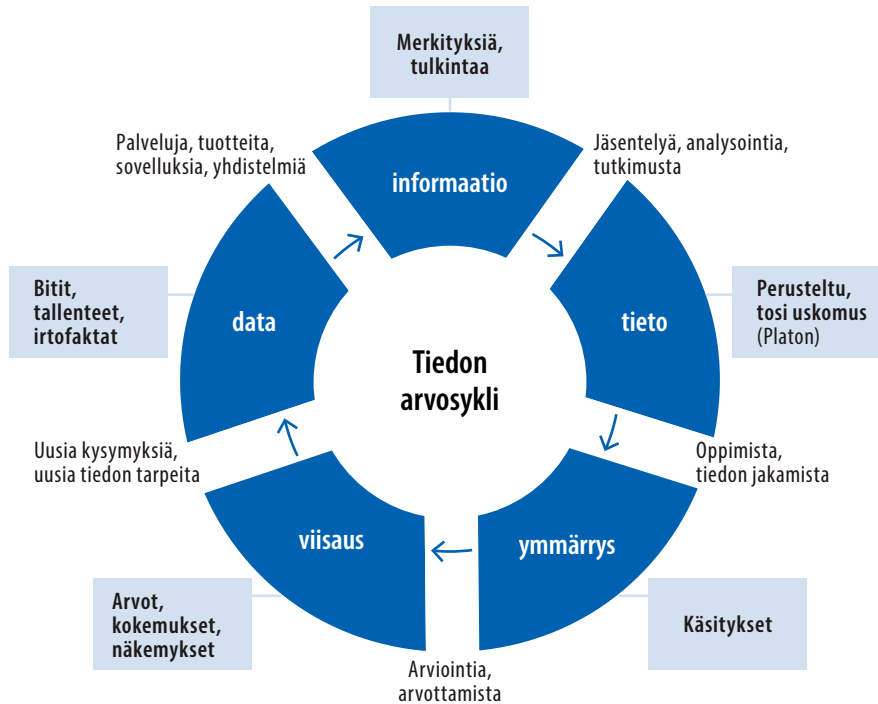 Merkityksiä,
tulkintaa
Palveluja, tuotteita,
sovelluksia, yhdistelmiä
Jäsentelyä, analysointia,
tutkimusta
informaatio
Bitit,
tallenteet,
irtofaktat
data
tieto
Perusteltu,
tosi uskomus
(Platon)
Tiedon
arvosykli
Uusia kysymyksiä,
uusia tiedon tarpeita
Oppimista,
tiedon jakamista
viisaus
ymmärrys
Arvot,
kokemukset,
näkemykset
Käsitykset
Arviointia,
arvottamista